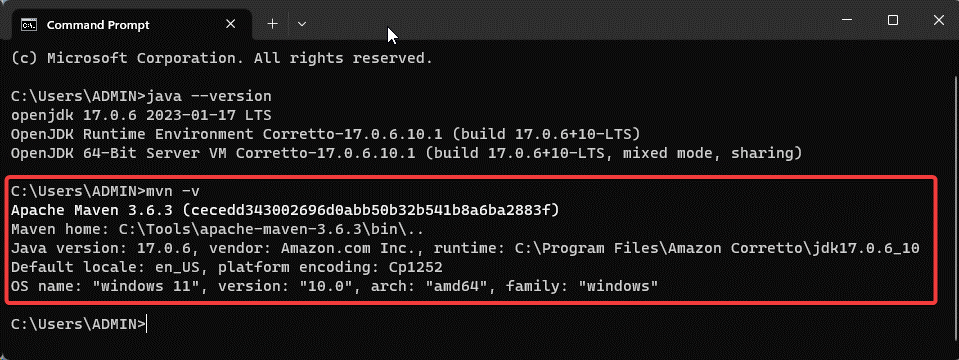 Command Prompt
(c) Microsoft Corporation. All rights reserved.
C:\Users\ADMIN>java --version
openjdk 17.0.6 2023-01-17 LTS
OpenJDK Runtime Environment Corretto-17.0.6.10.1 (build 17.0.6+10-LTS)
OpenJDK 64-Bit Server VM Corretto-17.0.6.10.1 (build 17.0.6+10-LTS, mixed mode, sharing)
C:\Users\ADMIN>mvn -v
Apache Maven 3.6.3 (cecedd343002696d0abb50b32b541b8a6ba2883f)
Maven home: C:\Tools\apache-maven-3.6.3\bin\..
Java version: 17.0.6, vendor: Amazon.com Inc., runtime: C:\Program Files\Amazon Corretto\jdk17.0.6_10
Default locale: en_US, platform encoding: Cp1252
OS name: "windows 11", version: "10.0", arch: "amd64", family: "windows"
C:\Users\ADMIN>